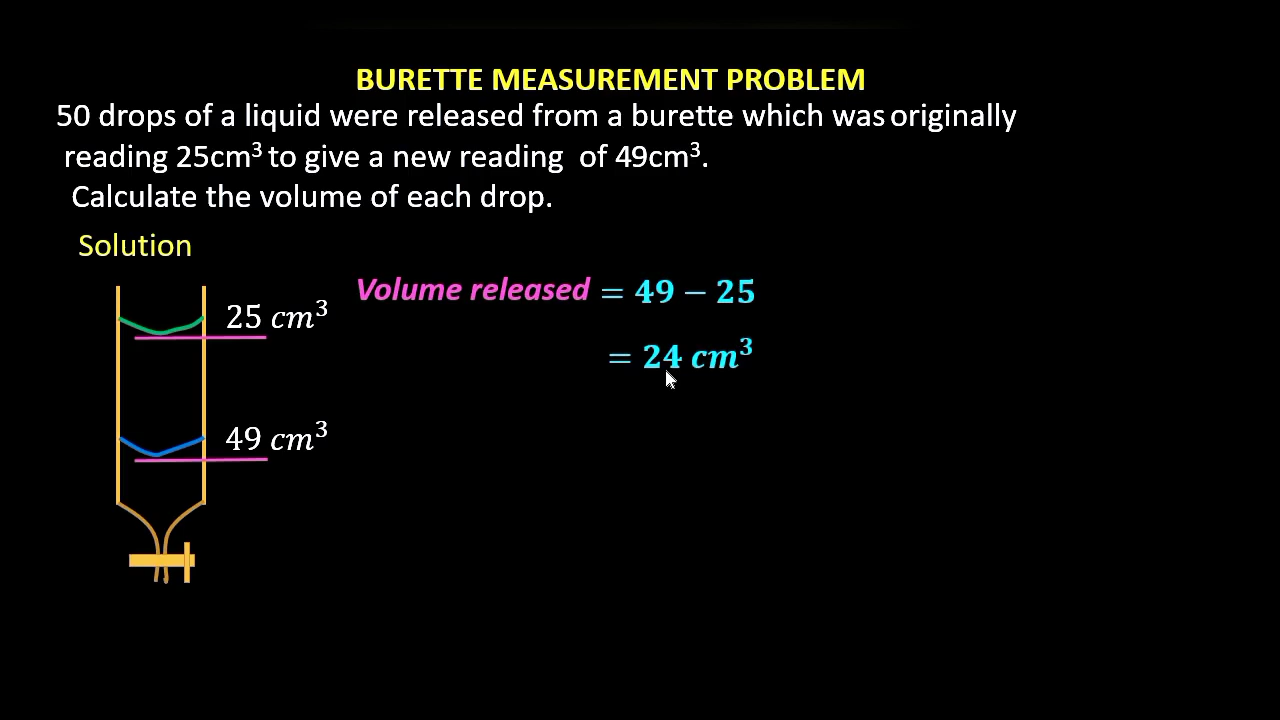 BURETTE MEASUREMENT PROBLEM
50 drops of a liquid were released from a burette which was originally
reading 25cm³ to give a new reading of 49cm³.
Calculate the volume of each drop.
Solution
25 cm³
Volume released = 49 − 25
= 24 cm³
49 cm³